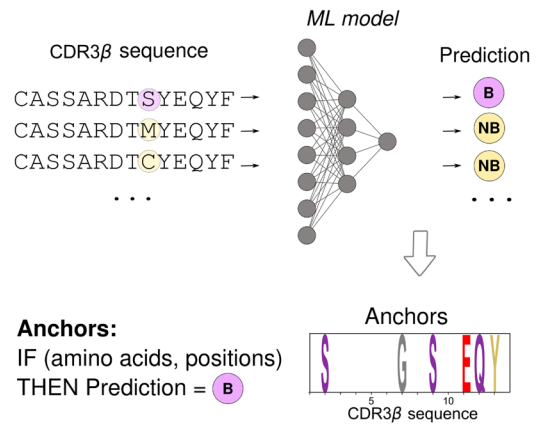 ML model
CDR3β sequence
Prediction
CASSARDTSYEQYF
B
CASSARDTMYEQYF
NB
CASSARDTCYEQYF
NB
. . .
. . .
Anchors:
IF (amino acids, positions)
THEN Prediction = B
Anchors
S G S E Q Y
5 10
CDR3β sequence